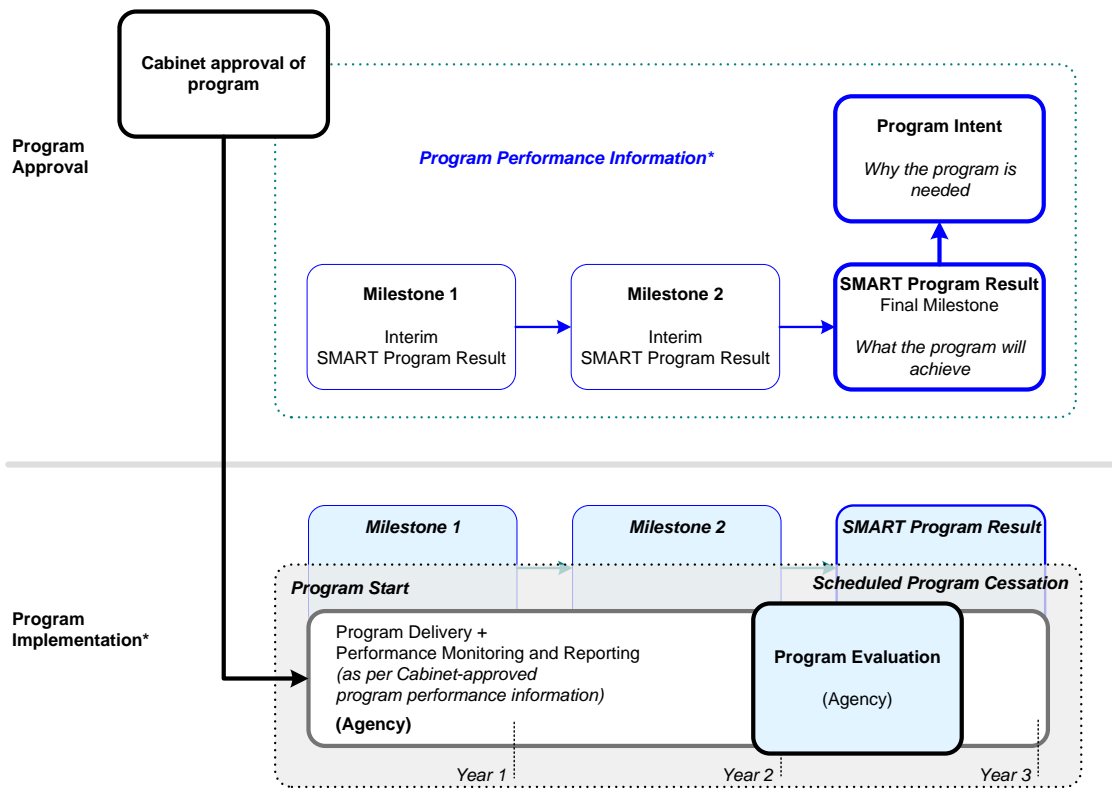 Cabinet approval of
program
Program
Approval
Program Performance Information*
Program Intent
Why the program is
needed
Milestone 1
Interim
SMART Program Result
Milestone 2
Interim
SMART Program Result
SMART Program Result
Final Milestone
What the program will
achieve
Milestone 1
Milestone 2
SMART Program Result
Program Start
Scheduled Program Cessation
Program
Implementation*
Program Delivery +
Performance Monitoring and Reporting
(as per Cabinet-approved
program performance information)
(Agency)
Program Evaluation
(Agency)
Year 1
Year 2
Year 3